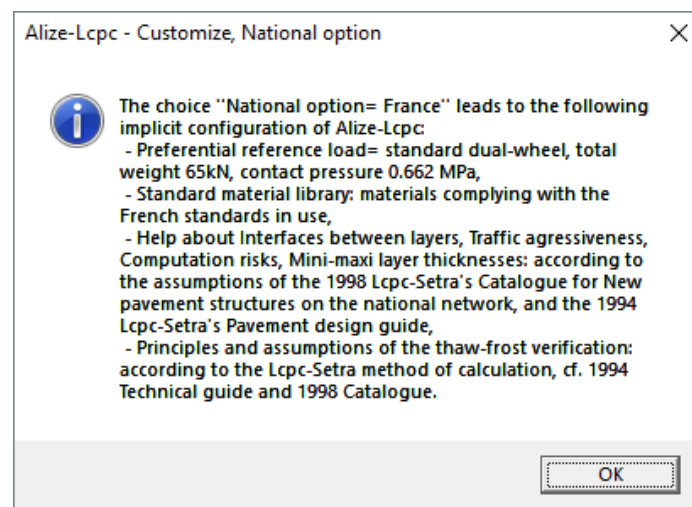 Alize-Lcpc - Customize, National option
The choice "National option= France" leads to the following
implicit configuration of Alize-Lcpc:
- Preferential reference load= standard dual-wheel, total
weight 65kN, contact pressure 0.662 MPa,
- Standard material library: materials complying with the
French standards in use,
- Help about Interfaces between layers, Traffic agressiveness,
Computation risks, Mini-maxi layer thicknesses: according to
the assumptions of the 1998 Lcpc-Setra's Catalogue for New
pavement structures on the national network, and the 1994
Lcpc-Setra's Pavement design guide,
- Principles and assumptions of the thaw-frost verification:
according to the Lcpc-Setra method of calculation, cf. 1994
Technical guide and 1998 Catalogue.
OK